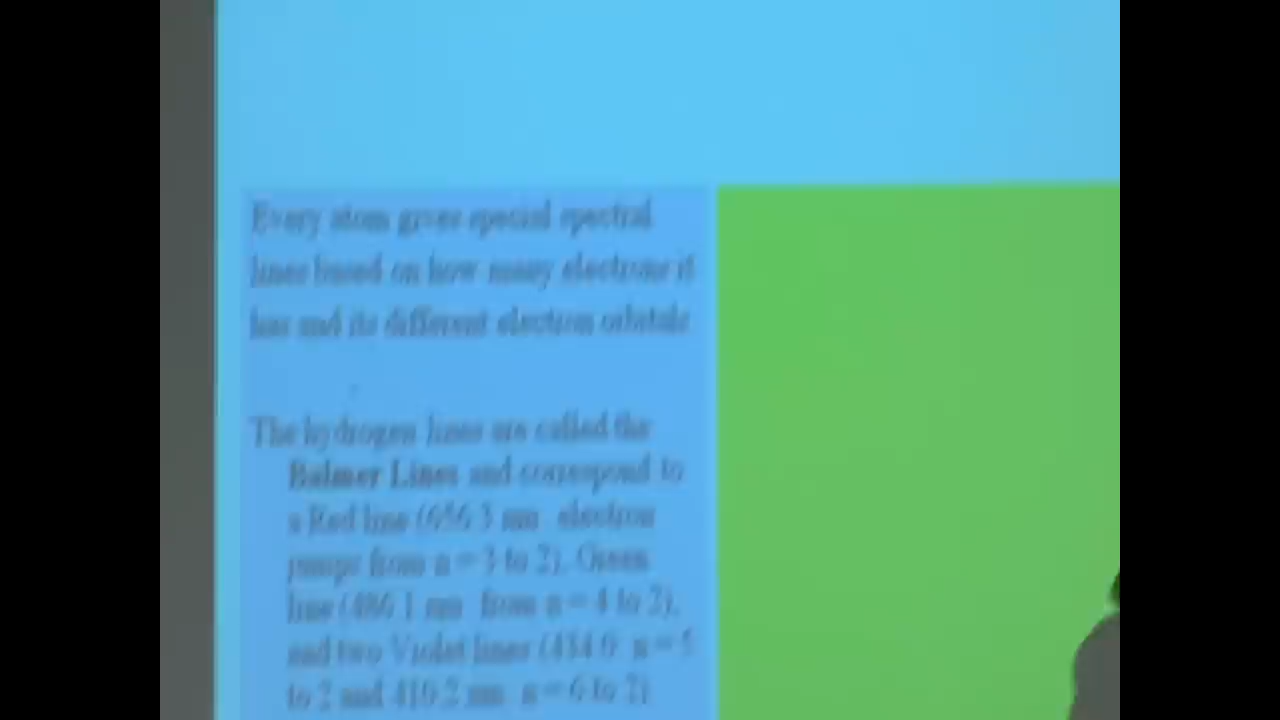 Every atom gives special spectral
lines based on how many electrons it
has and its different electron orbitals
The hydrogen lines are called the
Balmer Lines and correspond to
a Red line (656.3 nm electron
jumps from n = 3 to 2), Green
line (486.1 nm from n = 4 to 2),
and two Violet lines (434.0 n = 5
to 2 and 410.2 nm n = 6 to 2)